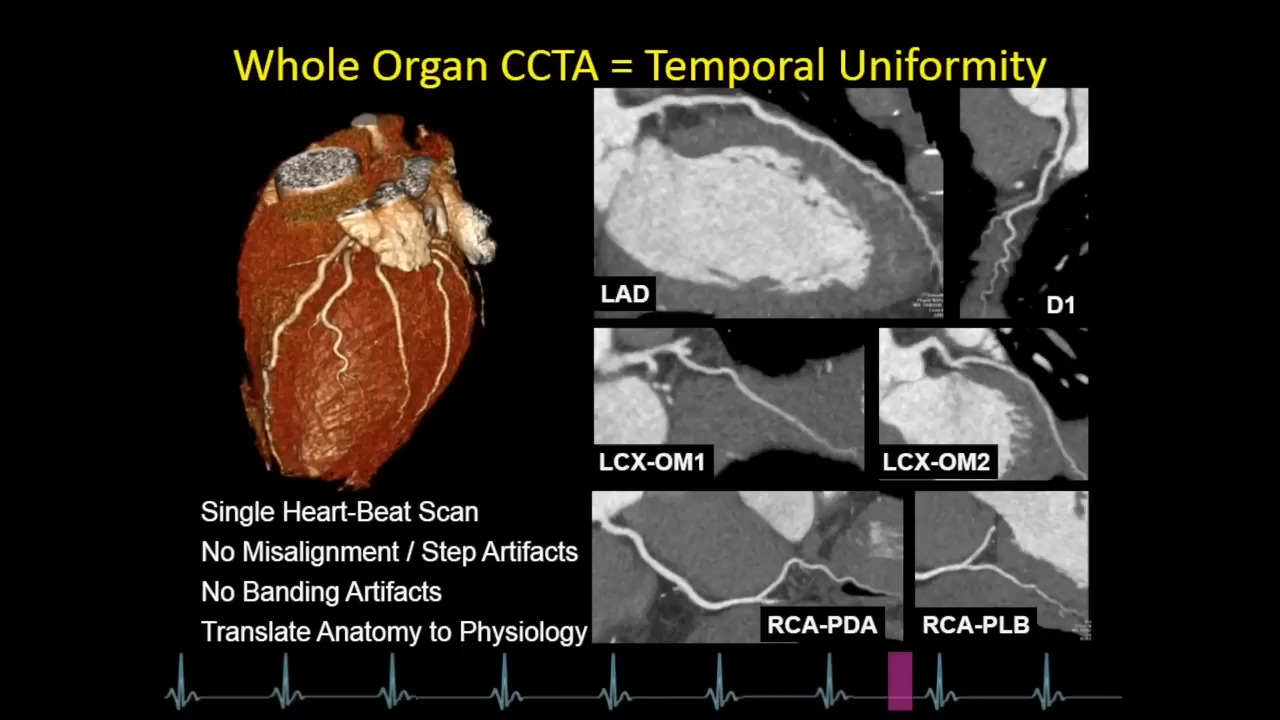 Whole Organ CCTA = Temporal Uniformity
LAD
D1
LCX-OM1
LCX-OM2
Single Heart-Beat Scan
No Misalignment / Step Artifacts
No Banding Artifacts
Translate Anatomy to Physiology
RCA-PDA
RCA-PLB